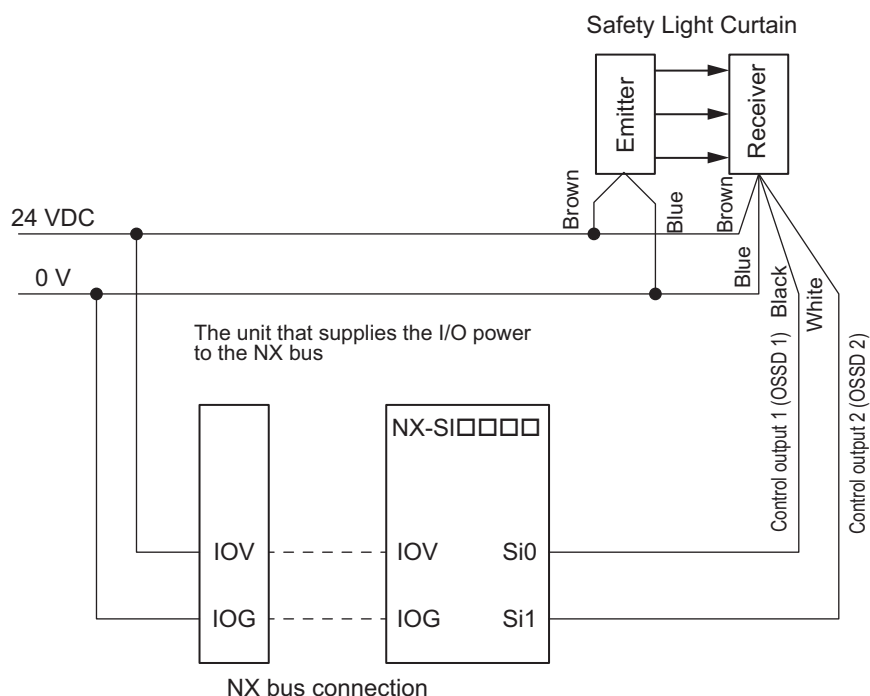 Safety Light Curtain
Emitter
Receiver
Brown
Blue
Brown
Blue
Black
White
24 VDC
0 V
Control output 1 (OSSD 1)
Control output 2 (OSSD 2)
The unit that supplies the I/O power
to the NX bus
NX-SI□□□□
IOV
IOV
Si0
IOG
IOG
Si1
NX bus connection